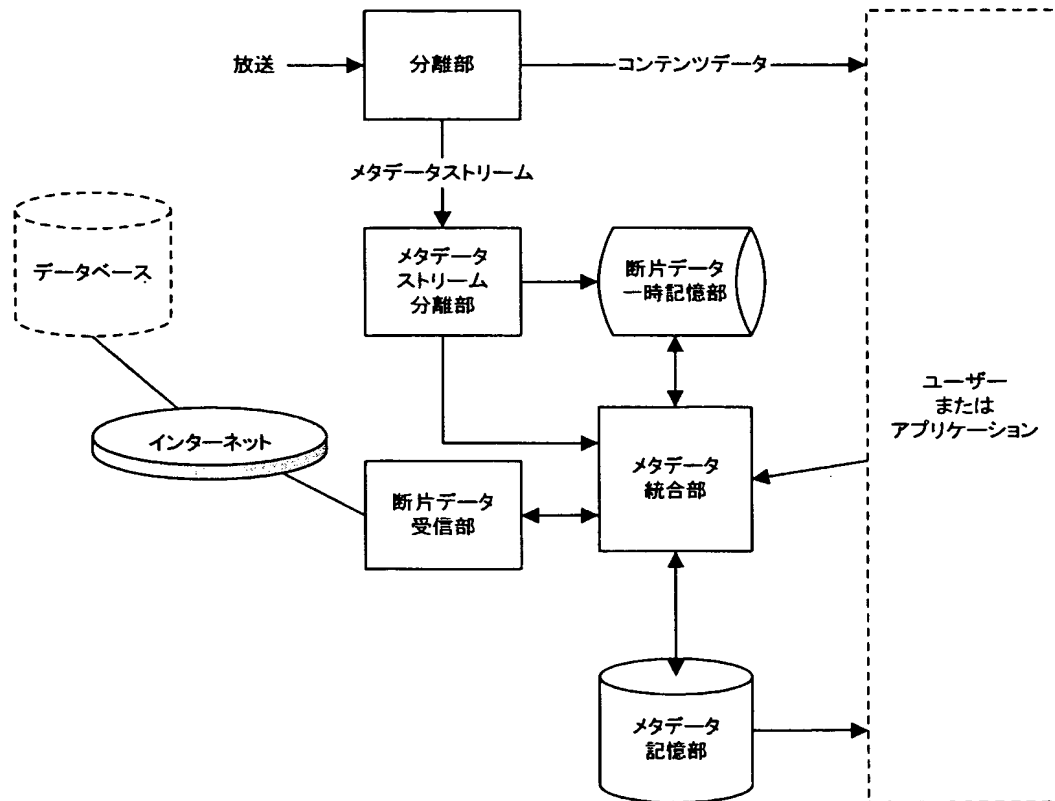 放送
分離部
コンテンツデータ
メタデータストリーム
データベース
メタデータ
ストリーム
分離部
断片データ
一時記憶部
ユーザー
または
アプリケーション
インターネット
メタデータ
統合部
断片データ
受信部
メタデータ
記憶部